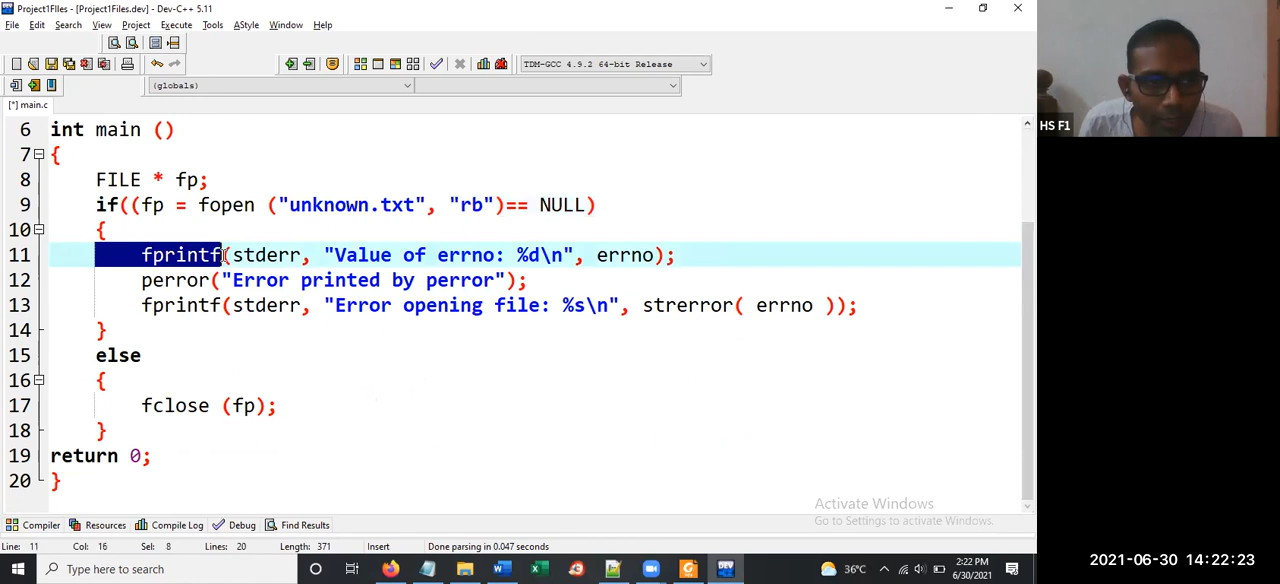 Project1FIles - [Project1Files.dev] - Dev-C++ 5.11
File Edit Search View Project Execute Tools AStyle Window Help
TDM-GCC 4.9.2 64-bit Release
(globals)
[*] main.c
6 int main ()
7 {
8 FILE * fp;
9 if((fp = fopen ("unknown.txt", "rb")== NULL)
10 {
11 fprintf(stderr, "Value of errno: %d\n", errno);
12 perror("Error printed by perror");
13 fprintf(stderr, "Error opening file: %s\n", strerror( errno ));
14 }
15 else
16 {
17 fclose (fp);
18 }
19 return 0;
20 }
HS F1
Activate Windows
Go to Settings to activate Windows.
Compiler Resources Compile Log Debug Find Results
Line: 11 Col: 16 Sel: 8 Lines: 20 Length: 371 Insert Done parsing in 0.047 seconds
Type here to search
DEV
36°C
2:22 PM
6/30/2021
2021-06-30 14:22:23